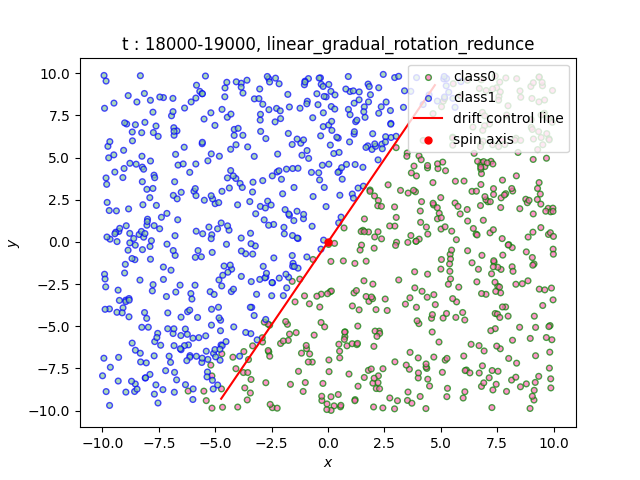 t : 18000-19000, linear_gradual_rotation_redunce
class0
class1
drift control line
spin axis
10.0
7.5
5.0
2.5
0.0
−2.5
−5.0
−7.5
−10.0
y
−10.0 −7.5 −5.0 −2.5 0.0 2.5 5.0 7.5 10.0
x